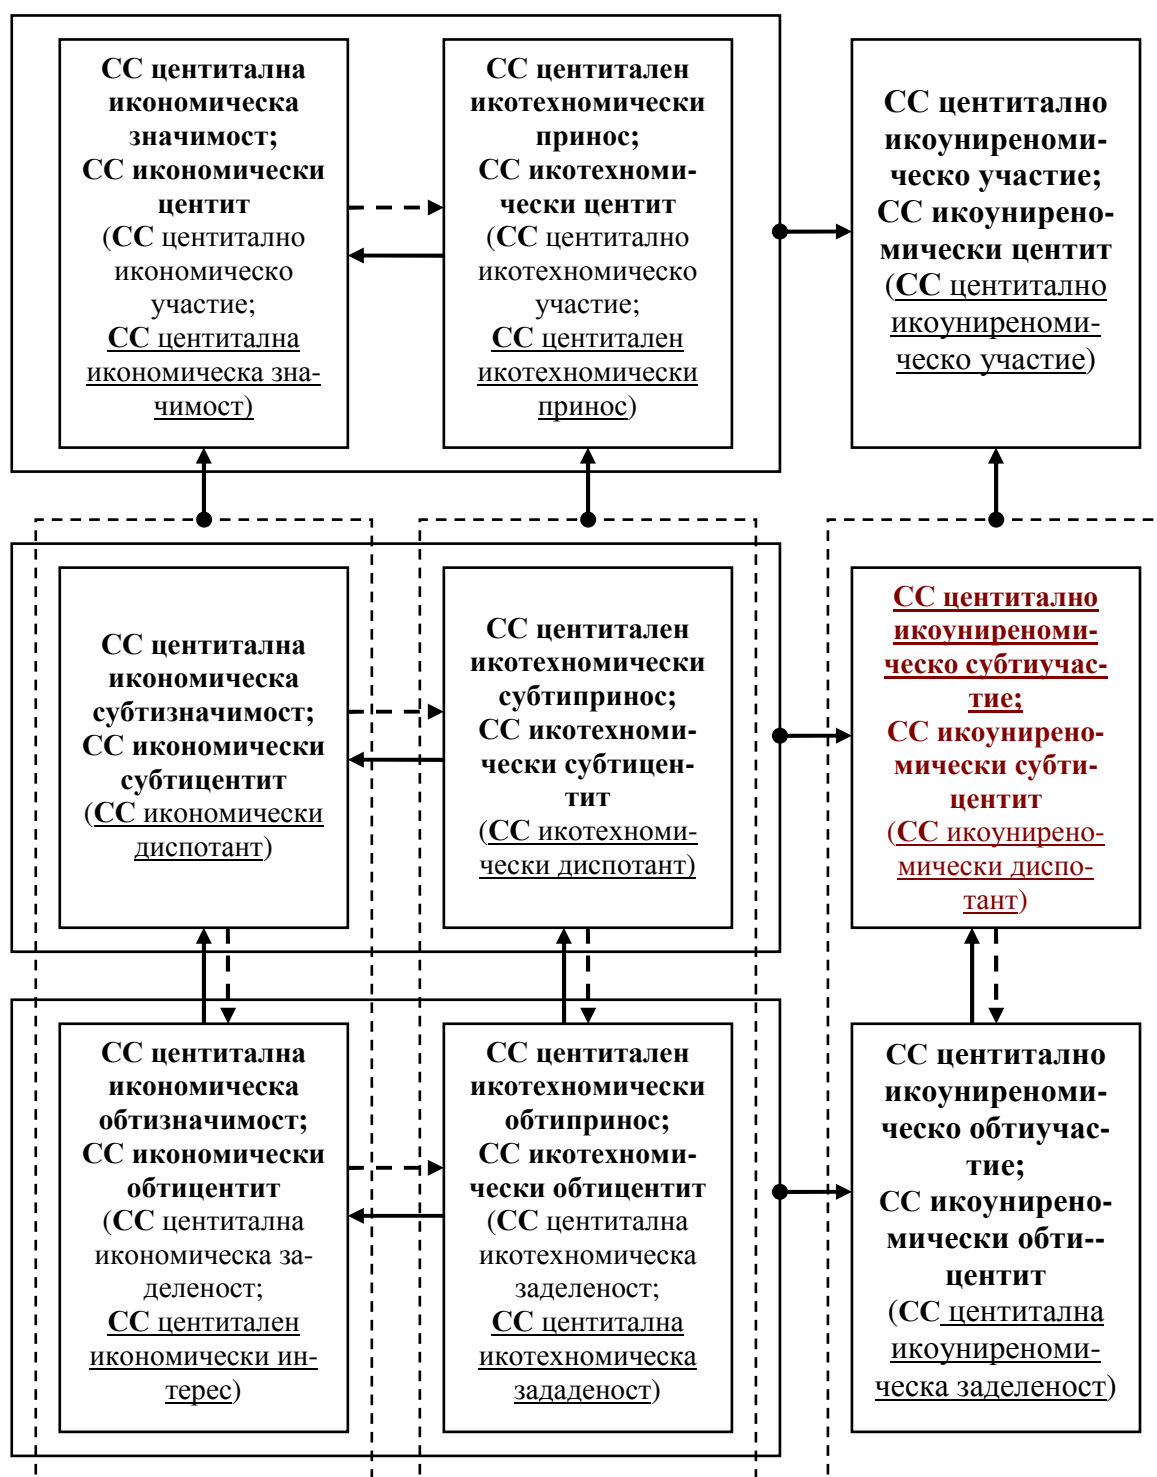 СС центитална
икономическа
значимост;
СС икономически
центит
(СС центитално
икономическо
участие;
СС центитална
икономическа зна-
чимост)
СС центитален
икотехномически
принос;
СС икотехноми-
чески центит
(СС центитално
икотехномическо
участие;
СС центитален
икотехномически
принос)
СС центитално
икоуниреноми-
ческо участие;
СС икоунирено-
мически центит
(СС центитално
икоуниреноми-
ческо участие)
СС центитална
икономическа
субтизначимост;
СС икономически
субтицентит
(СС икономически
диспотант)
СС центитален
икотехномически
субтипринос;
СС икотехноми-
чески субтицен-
тит
(СС икотехноми-
чески диспотант)
СС центитално
икоуниреноми-
ческо субтиучас-
тие;
СС икоунирено-
мически субти-
центит
(СС икоунирено-
мически диспо-
тант)
СС центитална
икономическа
обтизначимост;
СС икономически
обтицентит
(СС центитална
икономическа за-
деленост;
СС центитален
икономически ин-
терес)
СС центитален
икотехномически
обтипринос;
СС икотехноми-
чески обтицентит
(СС центитална
икотехномическа
заделеност;
СС центитална
икотехномическа
зададеност)
СС центитално
икоуниреноми-
ческо обтиучас-
тие;
СС икоунирено-
мически обти--
центит
(СС центитална
икоуниреноми-
ческа заделеност)